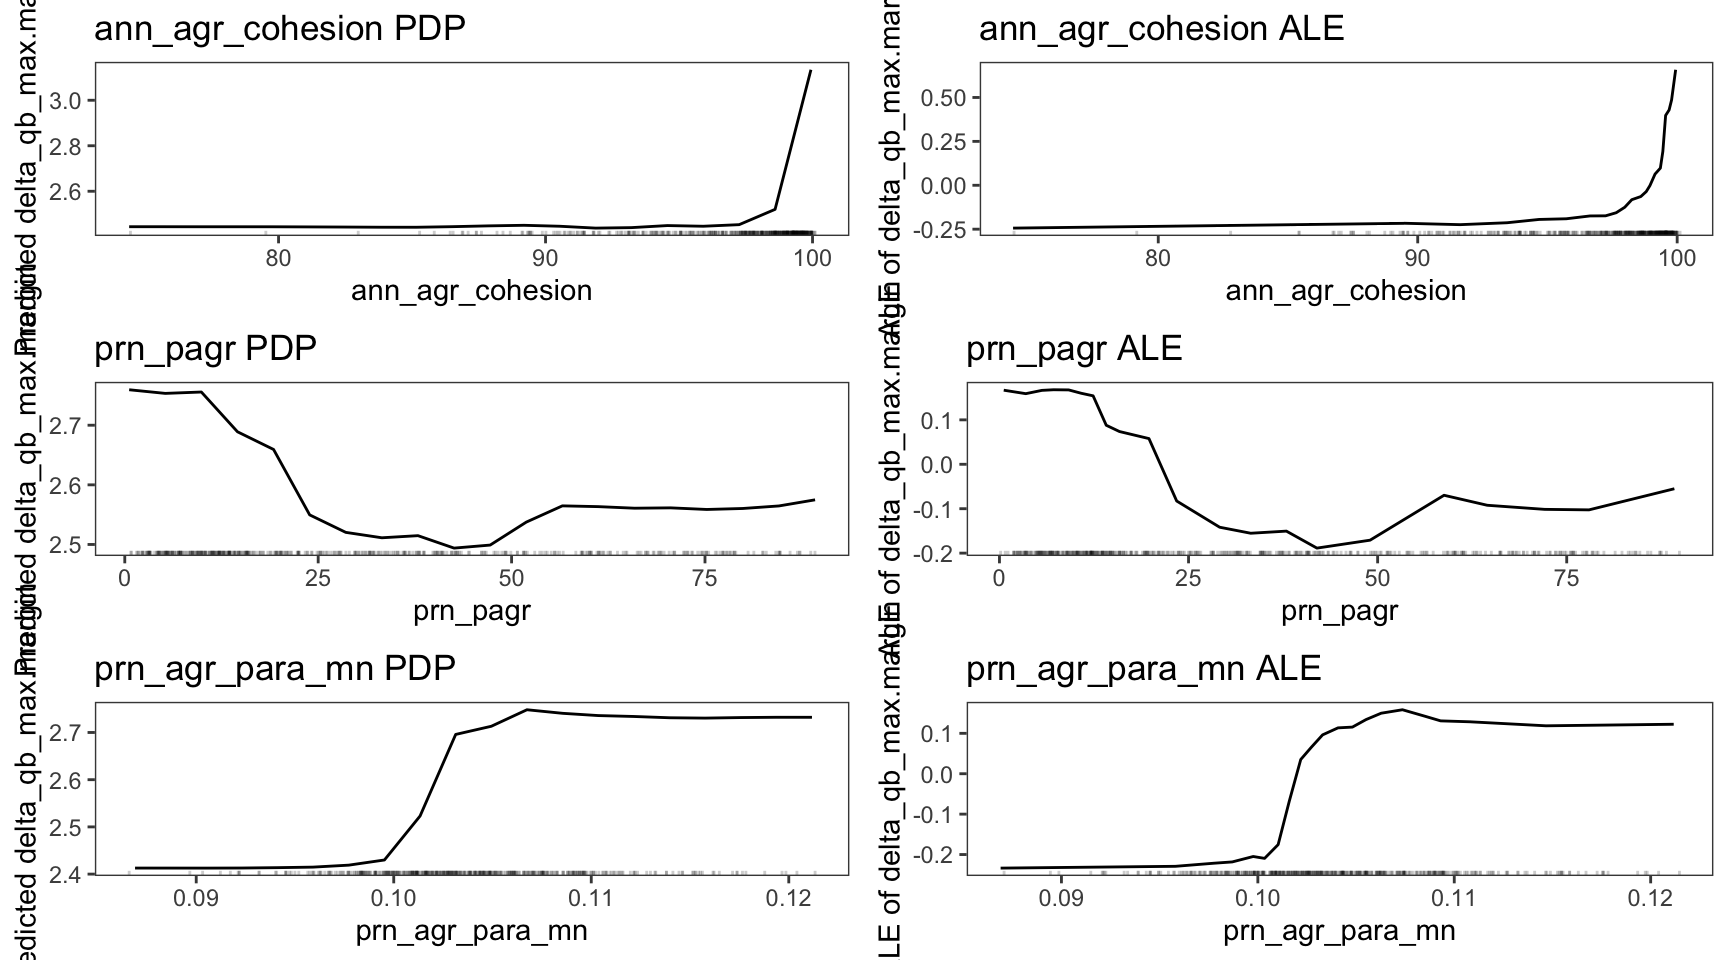 ann_agr_cohesion PDP
3.0
2.8
2.6
80 90 100
ann_agr_cohesion
ann_agr_cohesion ALE
0.50
0.25
0.00
-0.25
80 90 100
ann_agr_cohesion
prn_pagr PDP
2.7
2.6
2.5
0 25 50 75
prn_pagr
prn_pagr ALE
0.1
0.0
-0.1
-0.2
0 25 50 75
prn_pagr
prn_agr_para_mn PDP
2.7
2.6
2.5
2.4
0.09 0.10 0.11 0.12
prn_agr_para_mn
prn_agr_para_mn ALE
0.1
0.0
-0.1
-0.2
0.09 0.10 0.11 0.12
prn_agr_para_mn